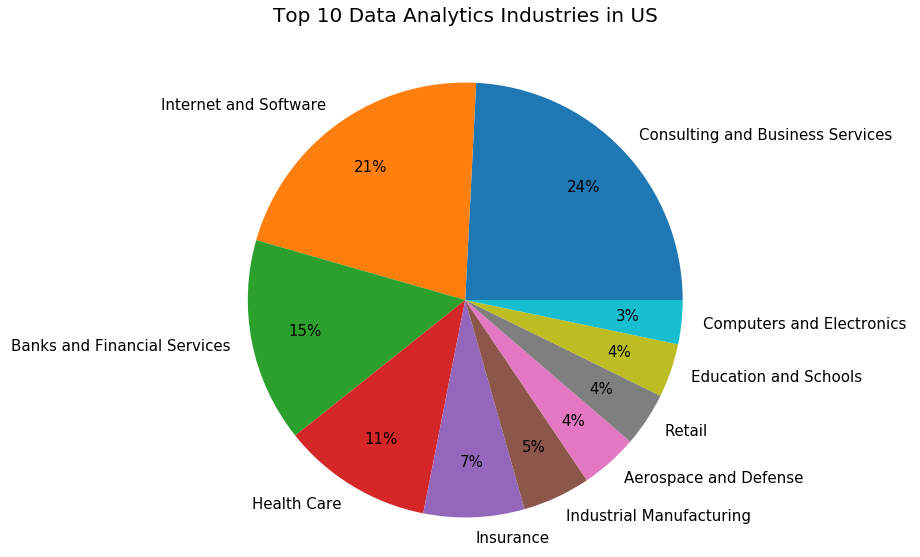 Top 10 Data Analytics Industries in US
Internet and Software
Consulting and Business Services
21%
24%
Banks and Financial Services
15%
3%
Computers and Electronics
4%
Education and Schools
4%
Retail
4%
Aerospace and Defense
11%
7%
5%
Health Care
Industrial Manufacturing
Insurance